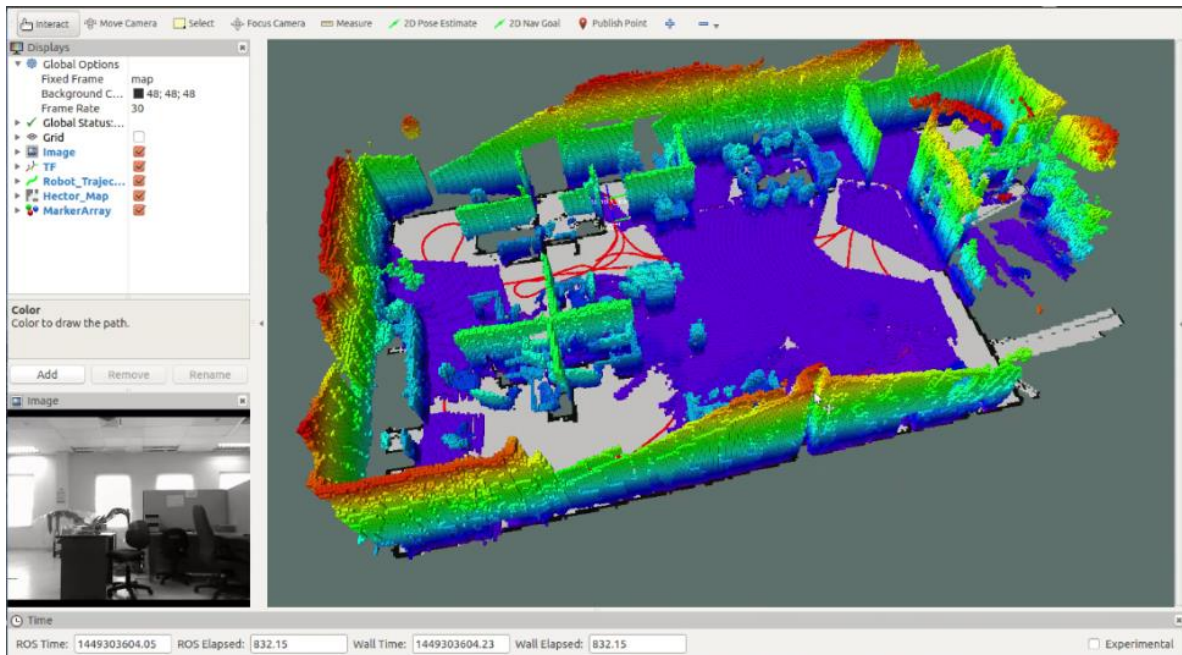 Interact Move Camera Select Focus Camera Measure 2D Pose Estimate 2D Nav Goal Publish Point
Displays
Global Options
Fixed Frame map
Background C... 48; 48; 48
Frame Rate 30
Global Status:...
Grid
Image
TF
Robot_Trajec...
Hector_Map
MarkerArray
Color
Color to draw the path.
Add Remove Rename
Image
Time
ROS Time: 1449303604.05 ROS Elapsed: 832.15 Wall Time: 1449303604.23 Wall Elapsed: 832.15 Experimental